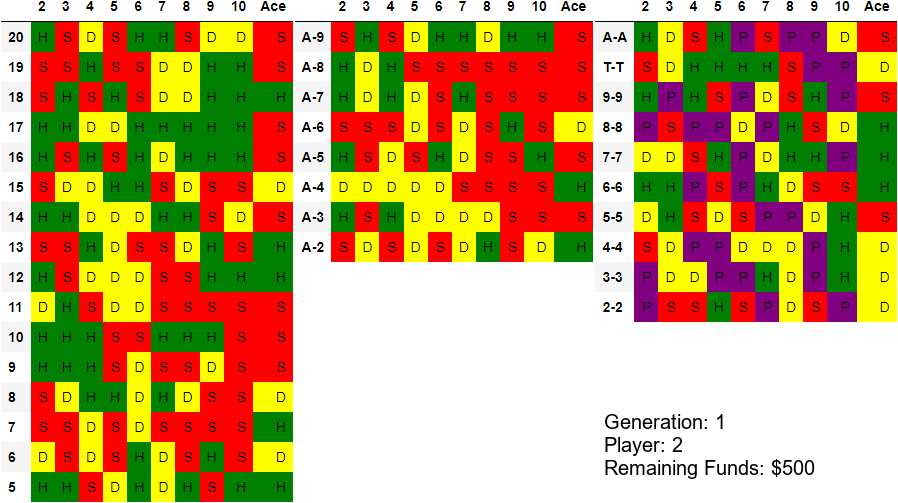 2 3 4 5 6 7 8 9 10 Ace
20 H S D S H H S D D S
19 S S H S S D D H H S
18 S H S H S D D H H H
17 H H D D H H H H H S
16 H S H S H D H H H S
15 S D D H H S D S S D
14 H H D D D H H S D S
13 S S H D S S D H S H
12 H S D D D S S H H H
11 D H S D D S S S S S
10 H H H S S H H H S S
9 H H H S D S S D S S
8 S D H H D H D S S D
7 S S D S D S S S S H
6 D S D S H D S H S D
5 H H S D H D H S H H
2 3 4 5 6 7 8 9 10 Ace
A-9 S H S D H H D H H S
A-8 H D H S S S S S S S
A-7 H D H D S H S S S S
A-6 S S S D S D S H S D
A-5 H S D S H D S S H S
A-4 D D D D D S S S S H
A-3 H S H D D D D S S S
A-2 S D S D S D H S D H
2 3 4 5 6 7 8 9 10 Ace
A-A H D S H P S P P D S
T-T S D H H H H S P P D
9-9 H P H S P D S H P S
8-8 P S P P D P H S D H
7-7 D D S H P D H H P H
6-6 H H P S P H D S S H
5-5 D H S D S P P D H S
4-4 S D P P D D D P H D
3-3 P D D P P H D P H D
2-2 P S S H S P D S P D
Generation: 1
Player: 2
Remaining Funds: $500